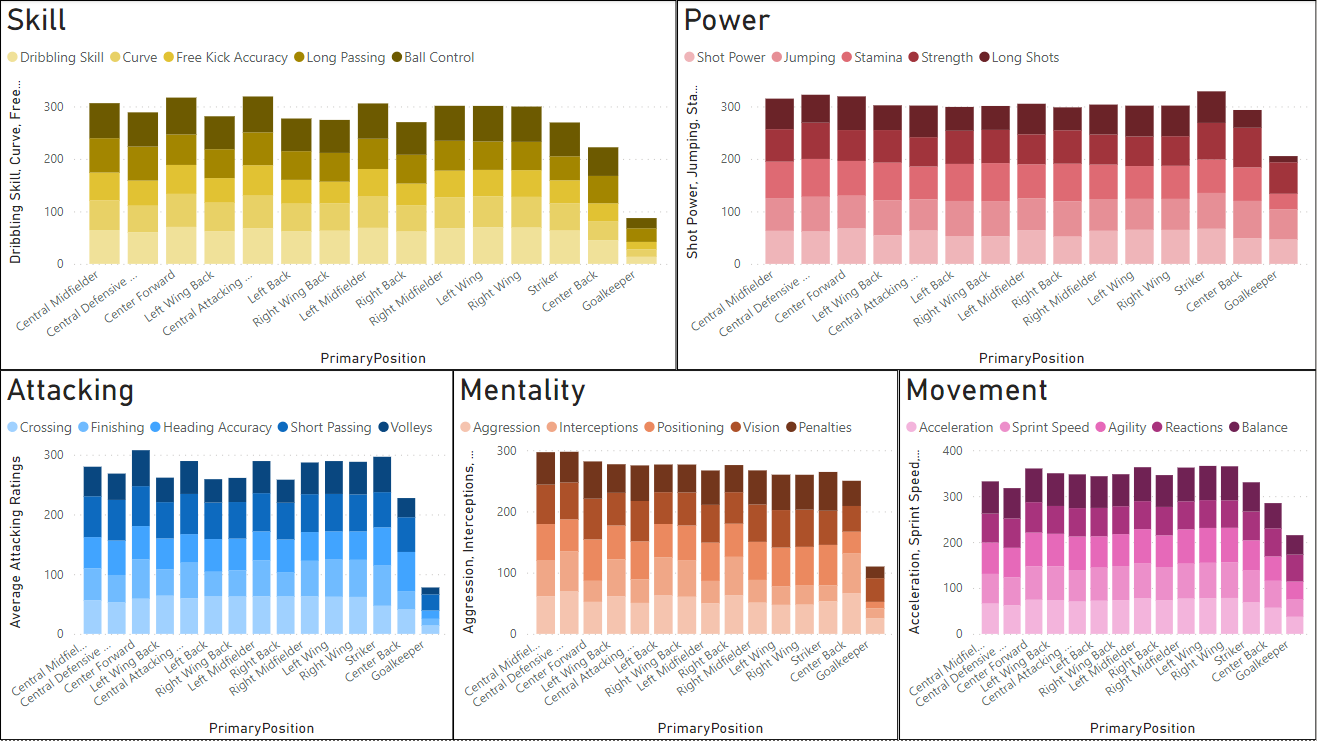 Skill
Dribbling Skill Curve Free Kick Accuracy Long Passing Ball Control
Dribbling Skill, Curve, Free...
300
200
100
0
Central Midfielder
Central Defensive ...
Center Forward
Left Wing Back
Central Attacking ...
Left Back
Right Wing Back
Left Midfielder
Right Back
Right Midfielder
Left Wing
Right Wing
Striker
Center Back
Goalkeeper
PrimaryPosition
Power
Shot Power Jumping Stamina Strength Long Shots
Shot Power, Jumping, Sta...
300
200
100
0
Central Midfielder
Central Defensive ...
Center Forward
Left Wing Back
Central Attacking ...
Left Back
Right Wing Back
Left Midfielder
Right Back
Right Midfielder
Left Wing
Right Wing
Striker
Center Back
Goalkeeper
PrimaryPosition
Attacking
Crossing Finishing Heading Accuracy Short Passing Volleys
Average Attacking Ratings
300
200
100
0
Central Midfiel...
Central Defensive ...
Center Forward
Left Wing Back
Central Attacking ...
Left Back
Right Wing Back
Left Midfielder
Right Back
Right Midfielder
Left Wing
Right Wing
Striker
Center Back
Goalkeeper
PrimaryPosition
Mentality
Aggression Interceptions Positioning Vision Penalties
Aggression, Interceptions, ...
300
200
100
0
Central Midfiel...
Central Defensive ...
Center Forward
Left Wing Back
Central Attacking ...
Left Back
Right Wing Back
Left Midfielder
Right Back
Right Midfielder
Left Wing
Right Wing
Striker
Center Back
Goalkeeper
PrimaryPosition
Movement
Acceleration Sprint Speed Agility Reactions Balance
Acceleration, Sprint Speed,...
400
300
200
100
0
Central Midfiel...
Central Defensive ...
Center Forward
Left Wing Back
Central Attacking ...
Left Back
Right Wing Back
Left Midfielder
Right Back
Right Midfielder
Left Wing
Right Wing
Striker
Center Back
Goalkeeper
PrimaryPosition